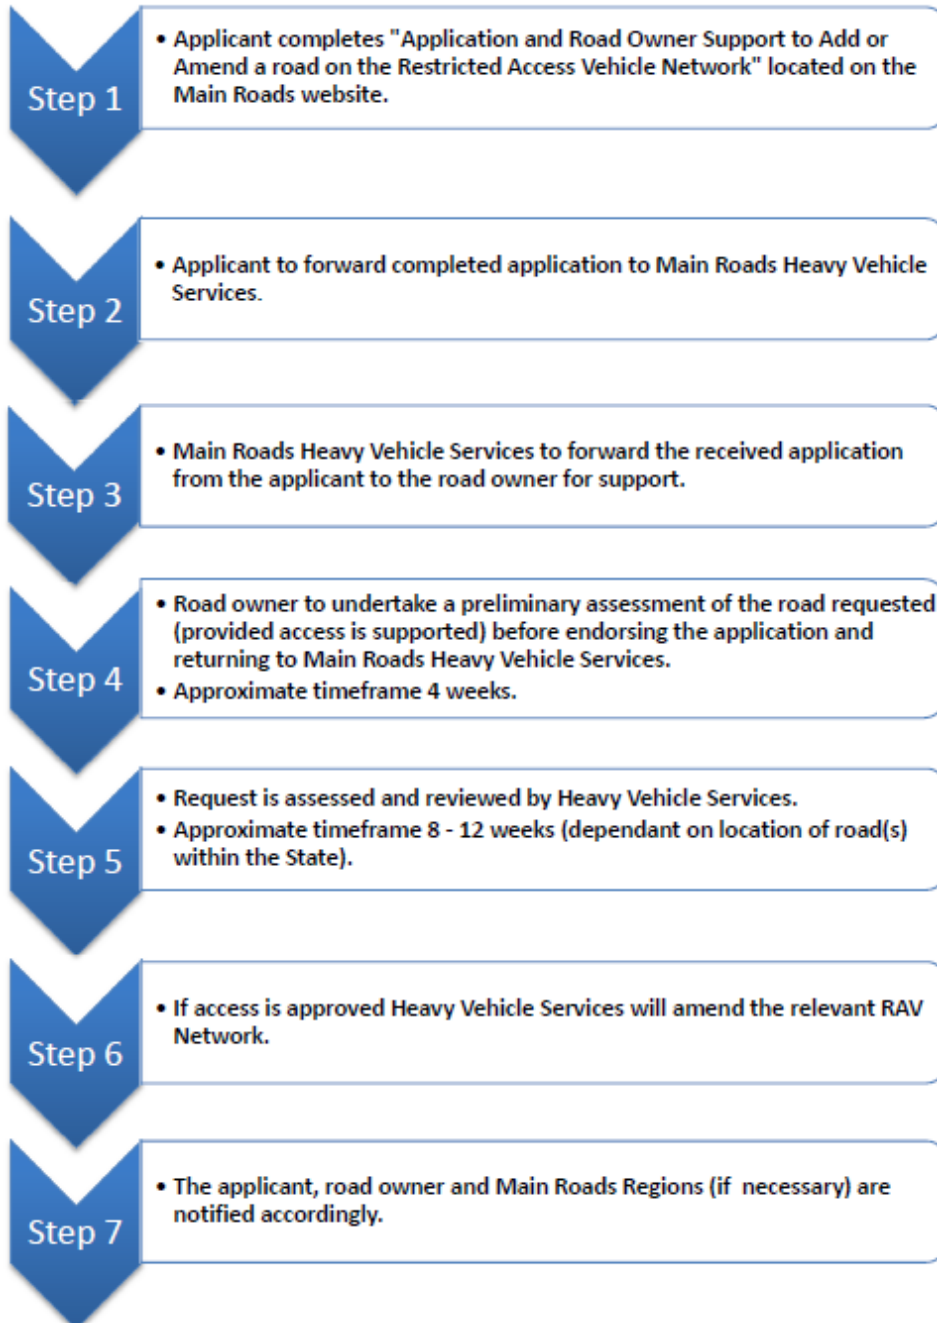 Step 1
• Applicant completes "Application and Road Owner Support to Add or
Amend a road on the Restricted Access Vehicle Network" located on the
Main Roads website.
Step 2
• Applicant to forward completed application to Main Roads Heavy Vehicle
Services.
Step 3
• Main Roads Heavy Vehicle Services to forward the received application
from the applicant to the road owner for support.
Step 4
• Road owner to undertake a preliminary assessment of the road requested
(provided access is supported) before endorsing the application and
returning to Main Roads Heavy Vehicle Services.
• Approximate timeframe 4 weeks.
Step 5
• Request is assessed and reviewed by Heavy Vehicle Services.
• Approximate timeframe 8 - 12 weeks (dependant on location of road(s)
within the State).
Step 6
• If access is approved Heavy Vehicle Services will amend the relevant RAV
Network.
Step 7
• The applicant, road owner and Main Roads Regions (if necessary) are
notified accordingly.